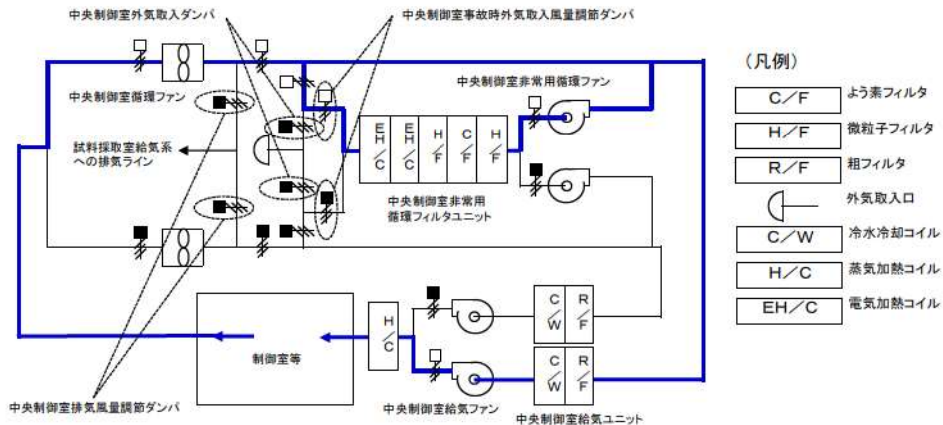 中央制御室外気取入ダンパ
中央制御室事故時外気取入風量調節ダンパ
中央制御室循環ファン
中央制御室非常用循環ファン
試料採取室給気系
への排気ライン
EH/C
EH/C
H/F
C/F
H/F
中央制御室非常用
循環フィルタユニット
制御室等
H/C
C/W
R/F
C/W
R/F
中央制御室排気風量調節ダンパ
中央制御室給気ファン
中央制御室給気ユニット
(凡例)
C/F
よう素フィルタ
H/F
微粒子フィルタ
R/F
粗フィルタ
外気取入口
C/W
冷水冷却コイル
H/C
蒸気加熱コイル
EH/C
電気加熱コイル